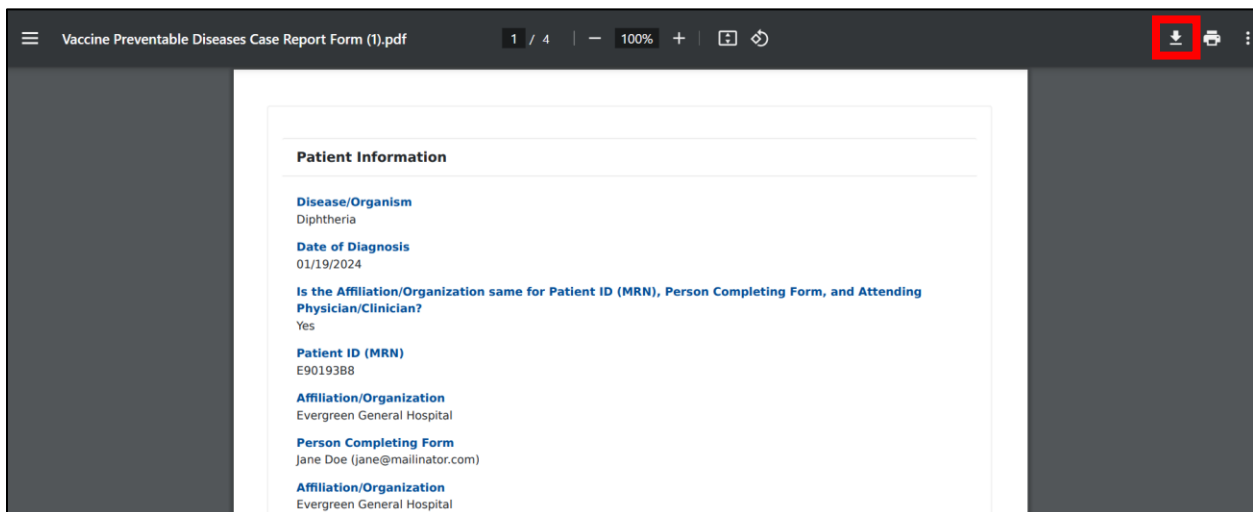 Vaccine Preventable Diseases Case Report Form (1).pdf 1 / 4 100%
Patient Information
Disease/Organism
Diphtheria
Date of Diagnosis
01/19/2024
Is the Affiliation/Organization same for Patient ID (MRN), Person Completing Form, and Attending
Physician/Clinician?
Yes
Patient ID (MRN)
E90193B8
Affiliation/Organization
Evergreen General Hospital
Person Completing Form
Jane Doe (jane@mailinator.com)
Affiliation/Organization
Evergreen General Hospital